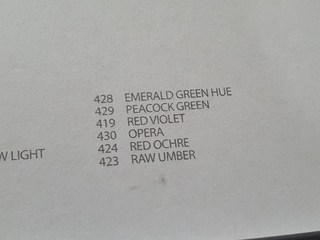 428 EMERALD GREEN HUE
429 PEACOCK GREEN
419 RED VIOLET
430 OPERA
424 RED OCHRE
W LIGHT
423 RAW UMBER